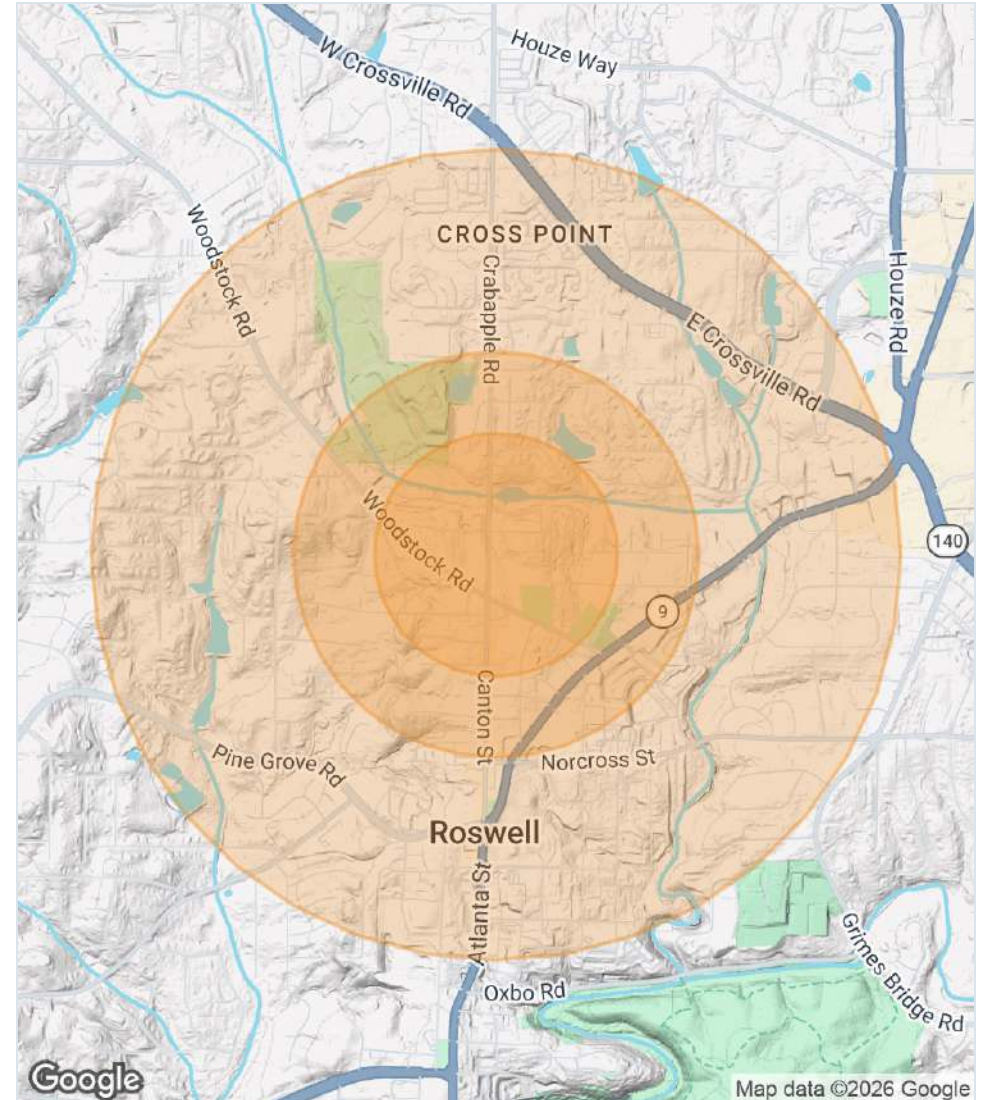 Houze Way
W Crossville Rd
Woodstock Rd
CROSS POINT
Crabapple Rd
Houze Rd
E Crossville Rd
Woodstock Rd
140
9
Canton St
Pine Grove Rd
Norcross St
Roswell
Atlanta St
Grimes Bridge Rd
Oxbo Rd
Google
Map data ©2026 Google